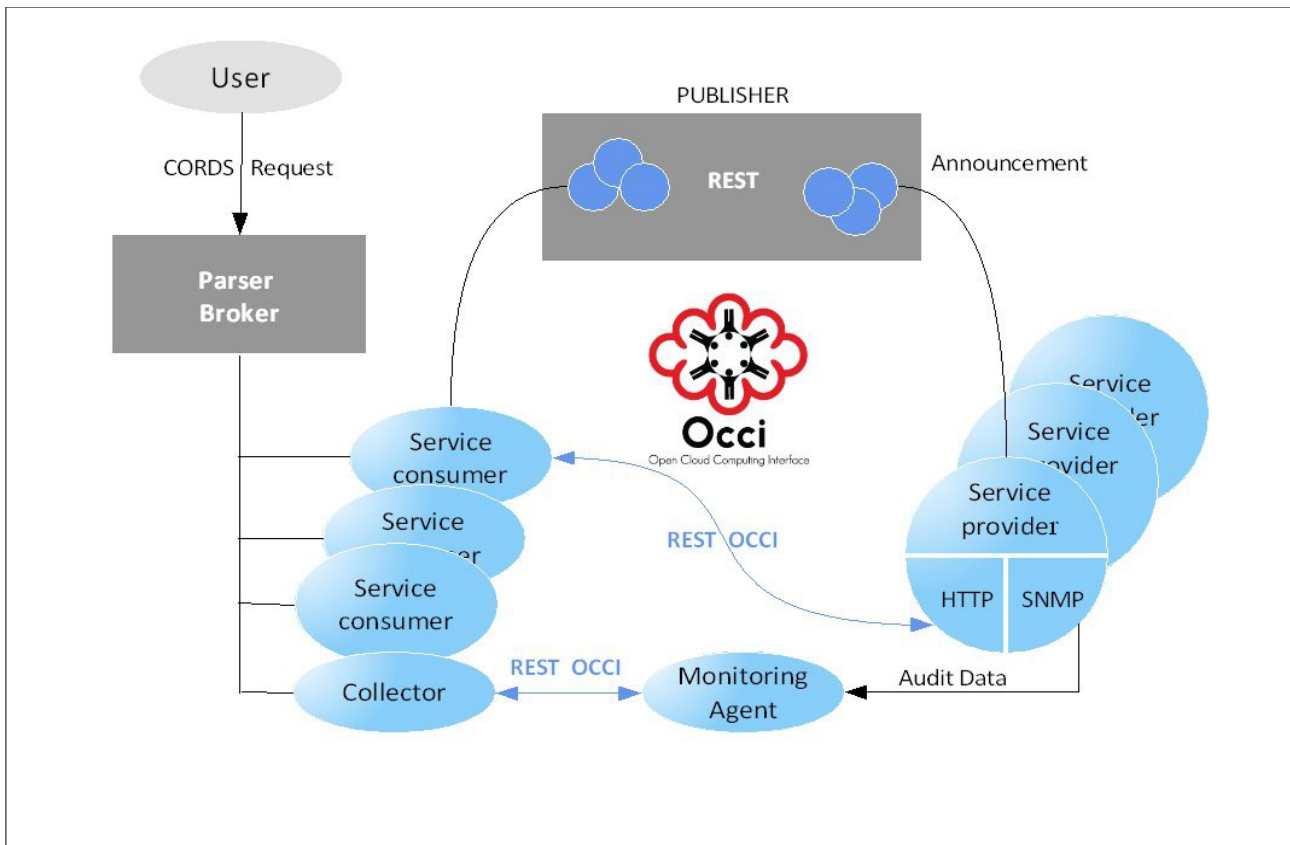 User
CORDS Request
Parser
Broker
PUBLISHER
REST
Announcement
Occi
Open Cloud Computing Interface
Service
consumer
Service
Service
consumer
Collector
REST OCCI
REST OCCI
Monitoring
Agent
Audit Data
Service
Service
Service
provider
HTTP
SNMP